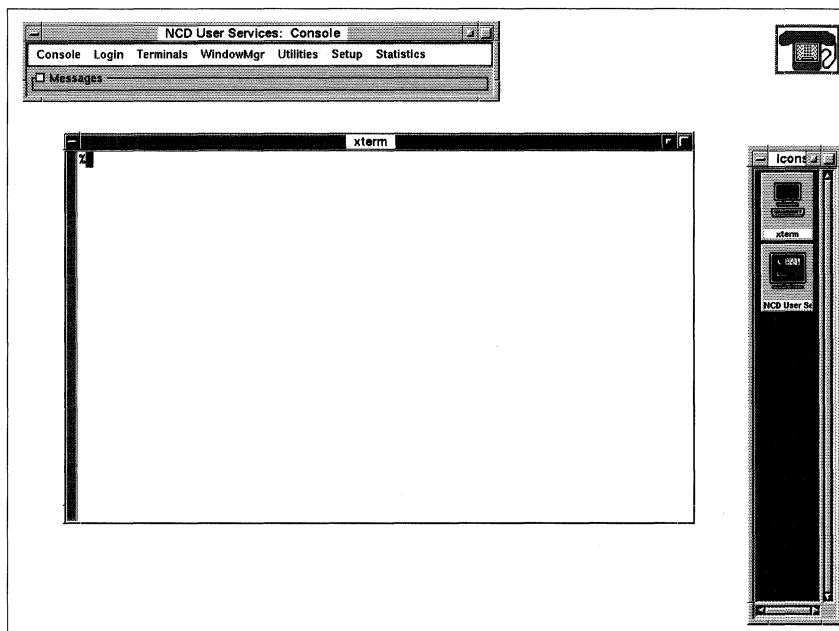 NCD User Services: Console
Console Login Terminals WindowMgr Utilities Setup Statistics
Messages
xterm
%
Icons
xterm
NCD User Se